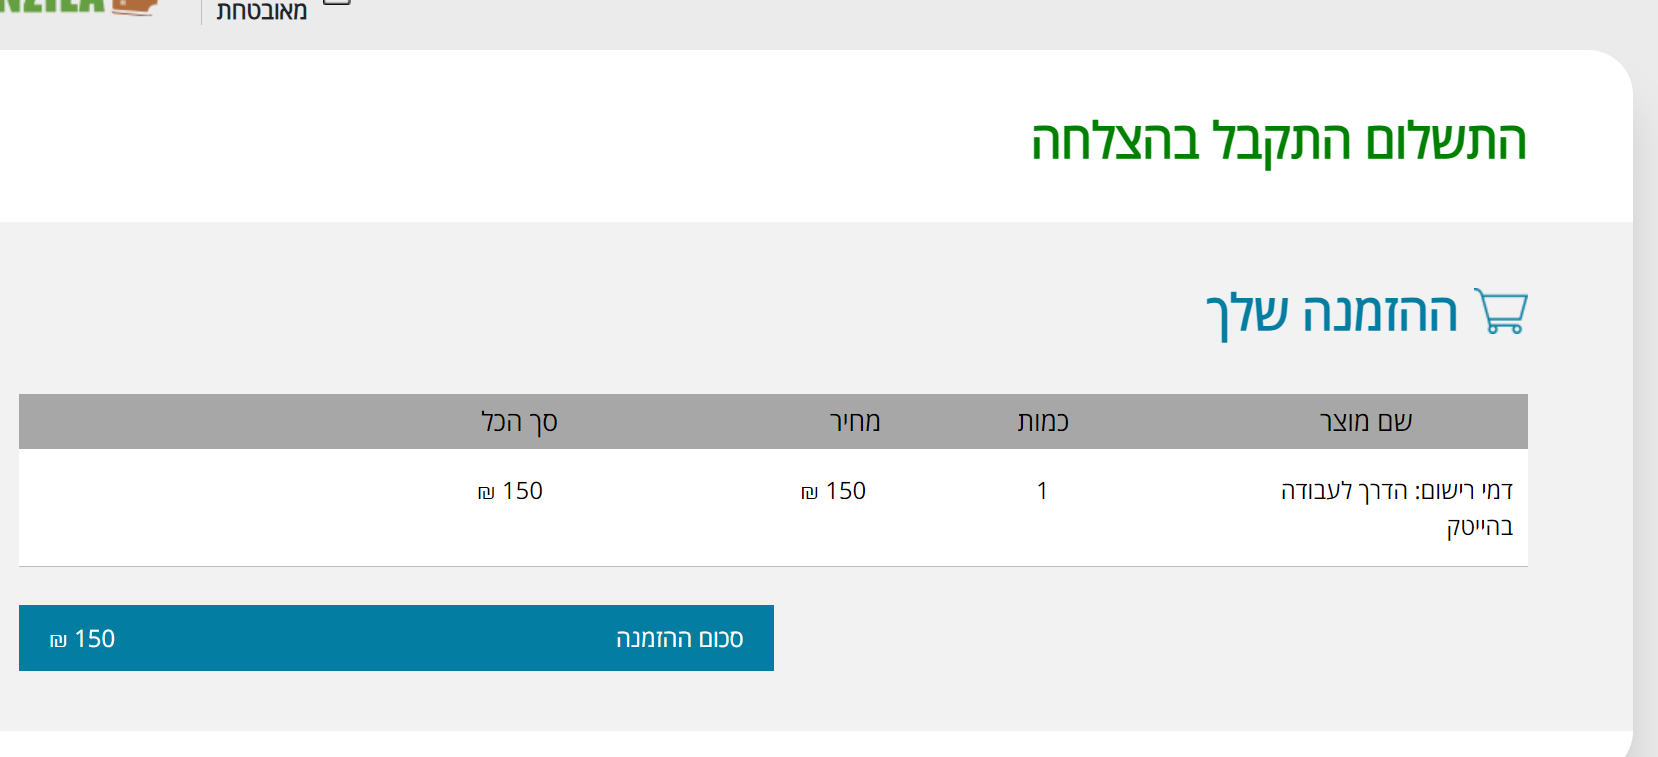 מאובטחת
התשלום התקבל בהצלחה
ההזמנה שלך
שם מוצר כמות מחיר סך הכל
דמי רישום: הדרך לעבודה 1 150 ₪ 150 ₪
בהייטק
סכום ההזמנה 150 ₪